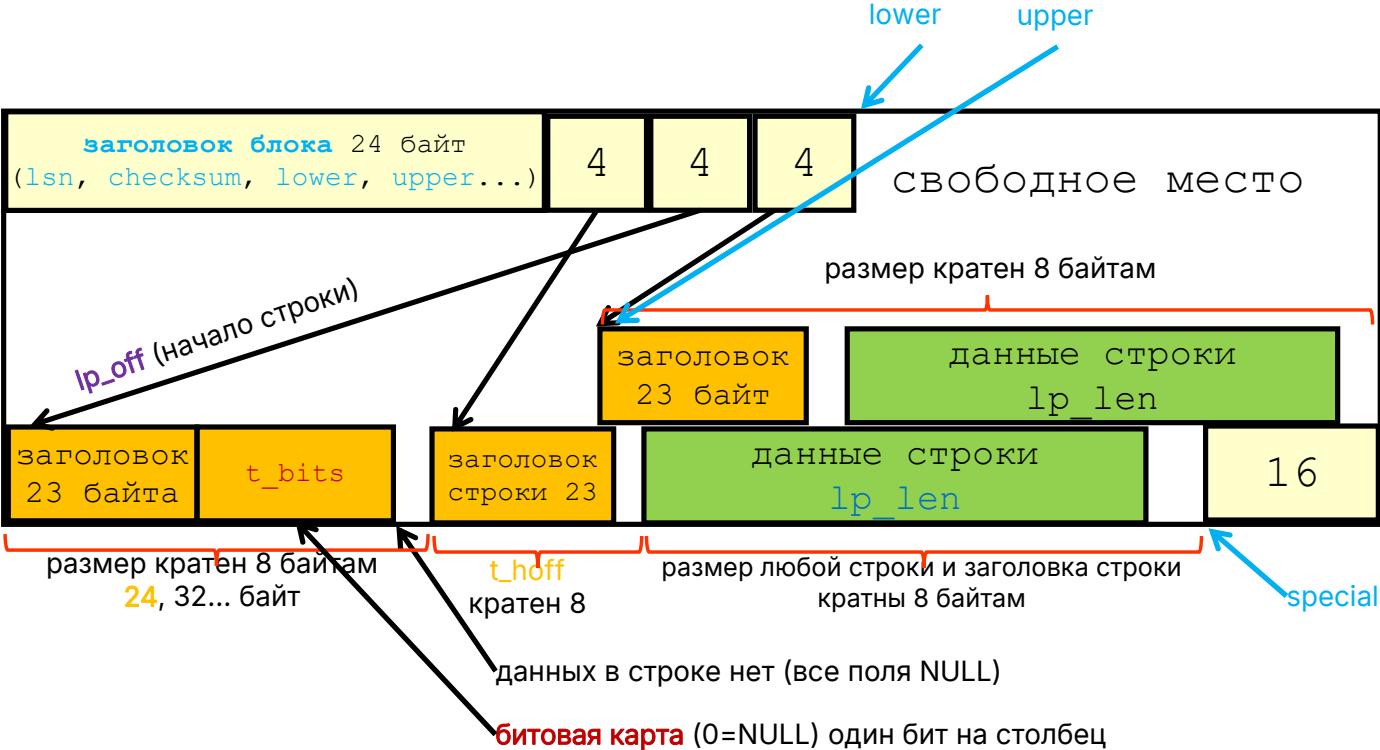 lower
upper
заголовок блока 24 байт
(lsn, checksum, lower, upper...)
4
4
4
свободное место
размер кратен 8 байтам
lp_off (начало строки)
заголовок
23 байт
данные строки
lp_len
заголовок
23 байта
t_bits
заголовок
строки 23
данные строки
lp_len
16
размер кратен 8 байтам
24, 32... байт
t_hoff
кратен 8
размер любой строки и заголовка строки
кратны 8 байтам
special
данных в строке нет (все поля NULL)
битовая карта (0=NULL) один бит на столбец